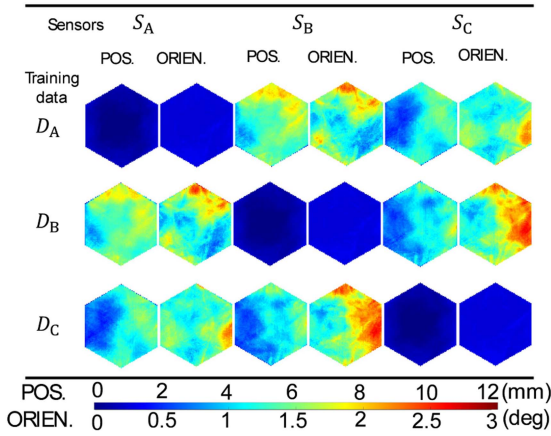 Sensors S_A S_B S_C
POS. ORIEN. POS. ORIEN. POS. ORIEN.
Training
data
D_A
D_B
D_C
POS. 0 2 4 6 8 10 12 (mm)
ORIEN. 0 0.5 1 1.5 2 2.5 3 (deg)